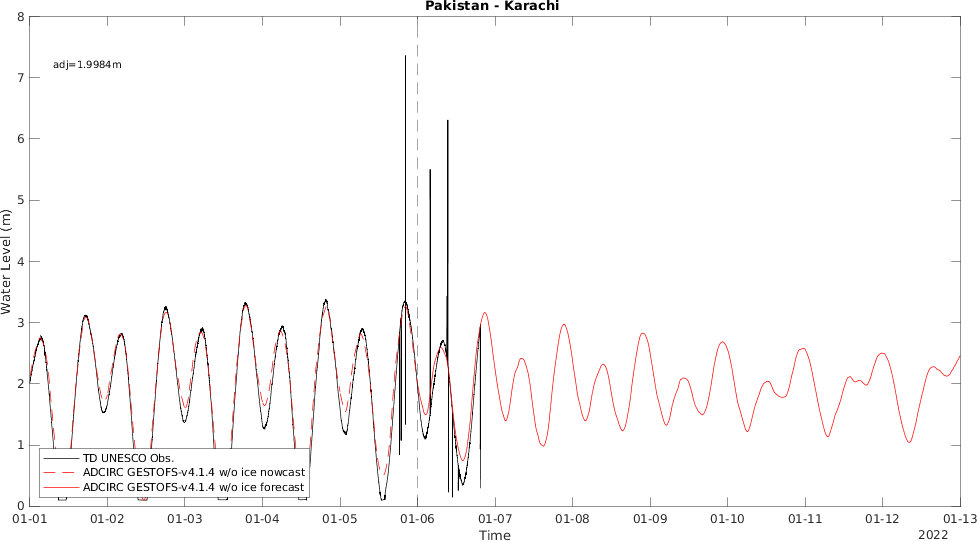 Pakistan - Karachi
8
adj=1.9984m
7
6
5
4
3
2
1
0
Water Level (m)
TD UNESCO Obs.
ADCIRC GESTOFS-v4.1.4 w/o ice nowcast
ADCIRC GESTOFS-v4.1.4 w/o ice forecast
01-01 01-02 01-03 01-04 01-05 01-06 01-07 01-08 01-09 01-10 01-11 01-12 01-13
Time
2022